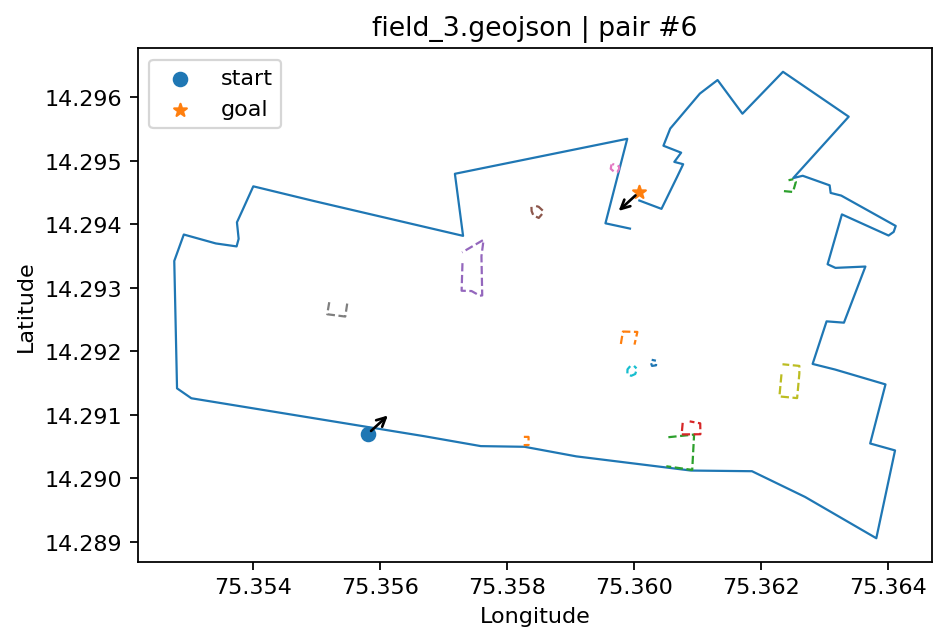 field_3.geojson | pair #6
start
goal
14.296
14.295
14.294
14.293
14.292
14.291
14.290
14.289
Latitude
75.354 75.356 75.358 75.360 75.362 75.364
Longitude